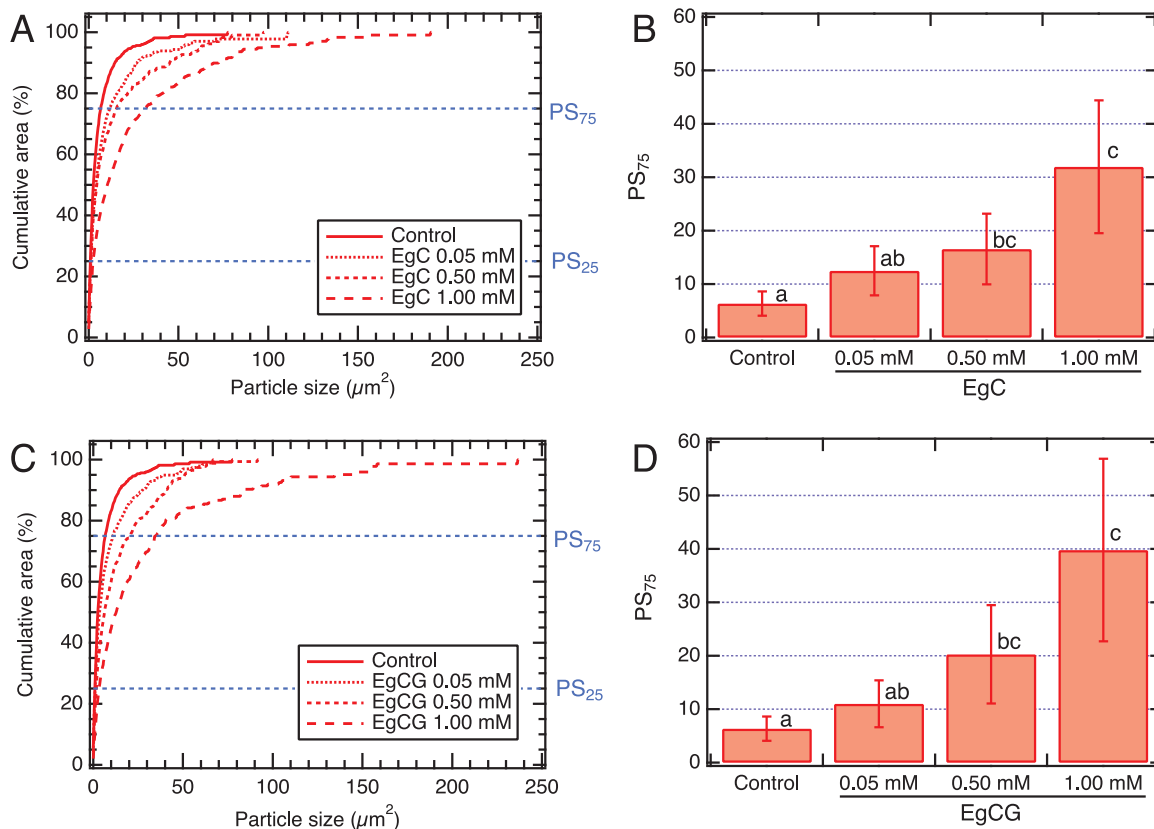 A
Cumulative area (%)
100
80
60
40
20
0
PS75
PS25
Control
EgC 0.05 mM
EgC 0.50 mM
EgC 1.00 mM
0 50 100 150 200 250
Particle size (μm²)
B
PS75
60
50
40
30
20
10
0
a
ab
bc
c
Control 0.05 mM 0.50 mM 1.00 mM
EgC
C
Cumulative area (%)
100
80
60
40
20
0
PS75
PS25
Control
EgCG 0.05 mM
EgCG 0.50 mM
EgCG 1.00 mM
0 50 100 150 200 250
Particle size (μm²)
D
PS75
60
50
40
30
20
10
0
a
ab
bc
c
Control 0.05 mM 0.50 mM 1.00 mM
EgCG